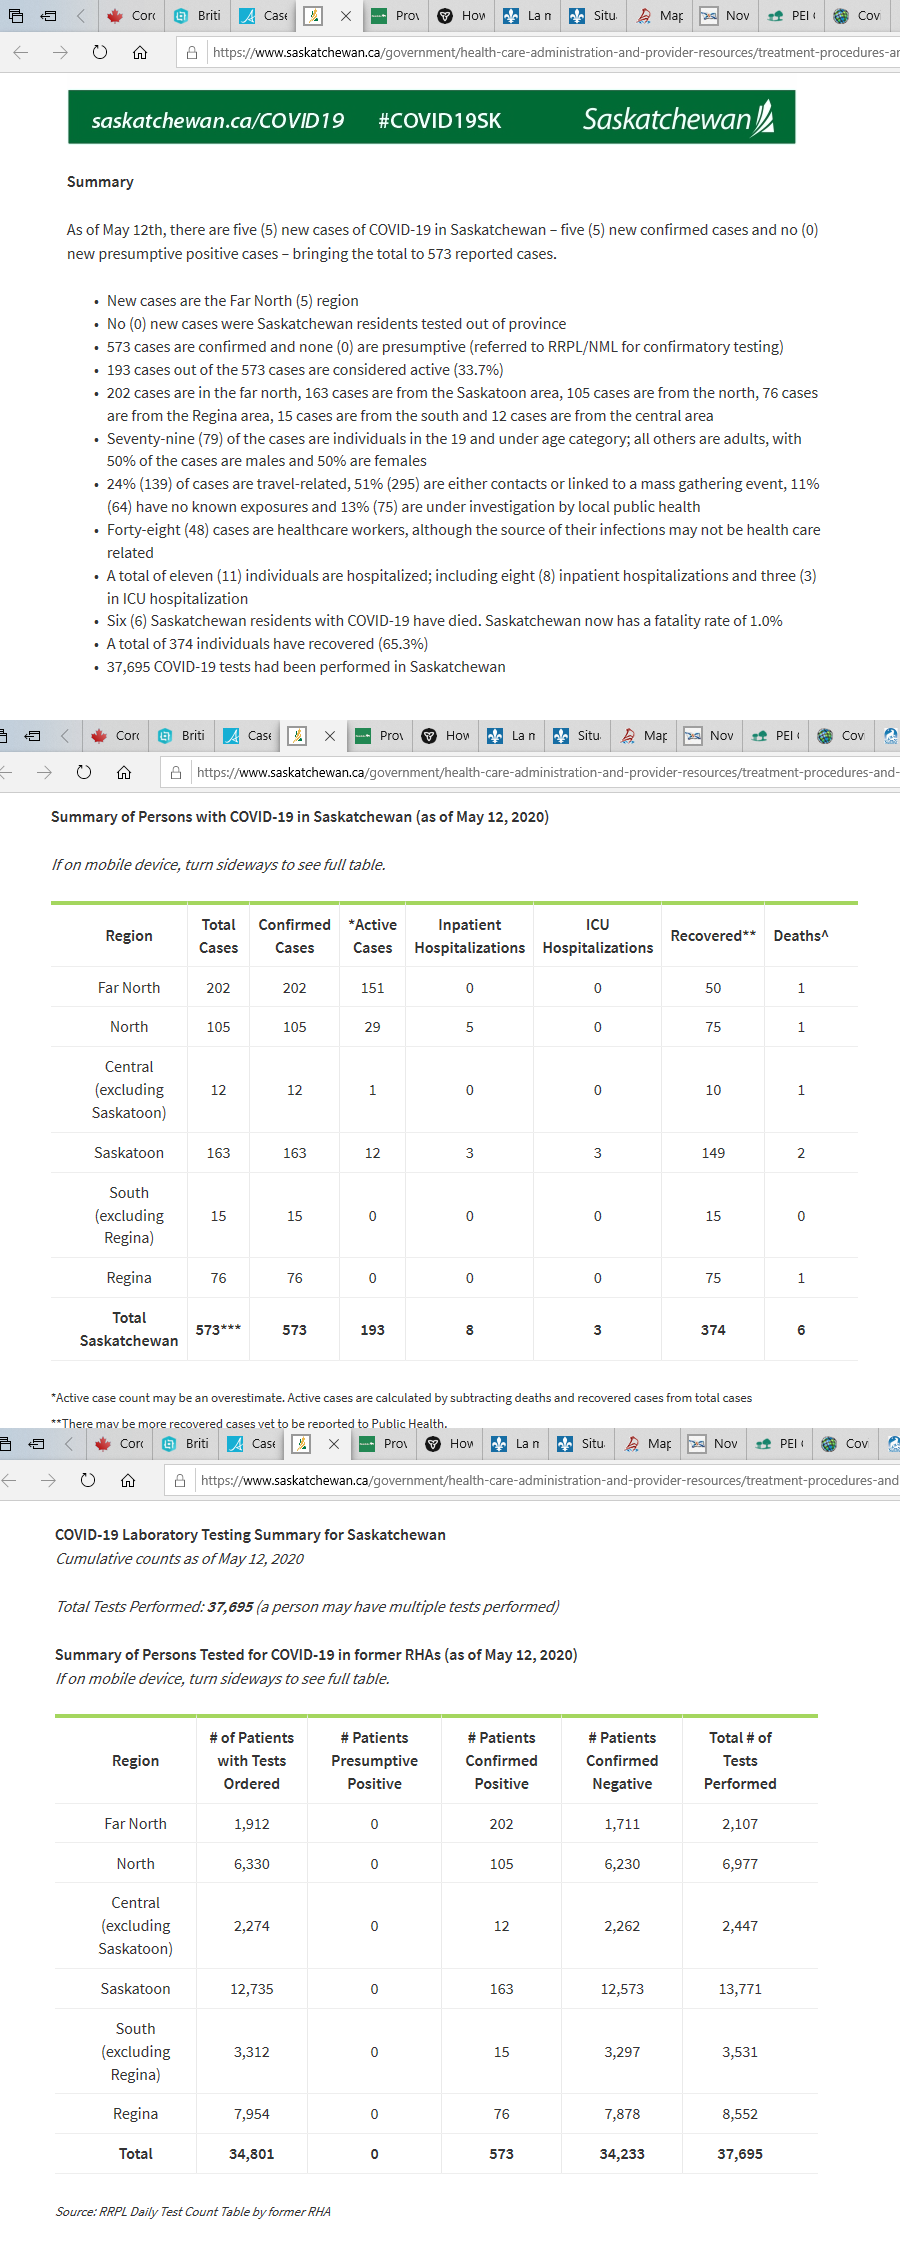 Cord Briti Case Prov How La m Situ Map Nov PEI Cov
https://www.saskatchewan.ca/government/health-care-administration-and-provider-resources/treatment-procedures-ar
saskatchewan.ca/COVID19 #COVID19SK Saskatchewan
Summary
As of May 12th, there are five (5) new cases of COVID-19 in Saskatchewan – five (5) new confirmed cases and no (0)
new presumptive positive cases – bringing the total to 573 reported cases.
• New cases are the Far North (5) region
• No (0) new cases were Saskatchewan residents tested out of province
• 573 cases are confirmed and none (0) are presumptive (referred to RRPL/NML for confirmatory testing)
• 193 cases out of the 573 cases are considered active (33.7%)
• 202 cases are in the far north, 163 cases are from the Saskatoon area, 105 cases are from the north, 76 cases
are from the Regina area, 15 cases are from the south and 12 cases are from the central area
• Seventy-nine (79) of the cases are individuals in the 19 and under age category; all others are adults, with
50% of the cases are males and 50% are females
• 24% (139) of cases are travel-related, 51% (295) are either contacts or linked to a mass gathering event, 11%
(64) have no known exposures and 13% (75) are under investigation by local public health
• Forty-eight (48) cases are healthcare workers, although the source of their infections may not be health care
related
• A total of eleven (11) individuals are hospitalized; including eight (8) inpatient hospitalizations and three (3)
in ICU hospitalization
• Six (6) Saskatchewan residents with COVID-19 have died. Saskatchewan now has a fatality rate of 1.0%
• A total of 374 individuals have recovered (65.3%)
• 37,695 COVID-19 tests had been performed in Saskatchewan
Corc Briti Case Prov How La m Situ Map Nov PEI Cov
https://www.saskatchewan.ca/government/health-care-administration-and-provider-resources/treatment-procedures-and-
Summary of Persons with COVID-19 in Saskatchewan (as of May 12, 2020)
If on mobile device, turn sideways to see full table.
Region Total Cases Confirmed Cases *Active Cases Inpatient Hospitalizations ICU Hospitalizations Recovered** Deaths^
Far North 202 202 151 0 0 50 1
North 105 105 29 5 0 75 1
Central (excluding Saskatoon) 12 12 1 0 0 10 1
Saskatoon 163 163 12 3 3 149 2
South (excluding Regina) 15 15 0 0 0 15 0
Regina 76 76 0 0 0 75 1
Total Saskatchewan 573*** 573 193 8 3 374 6
*Active case count may be an overestimate. Active cases are calculated by subtracting deaths and recovered cases from total cases
**There may be more recovered cases yet to be reported to Public Health.
Corc Briti Case Prov How La m Situ Map Nov PEI Cov
https://www.saskatchewan.ca/government/health-care-administration-and-provider-resources/treatment-procedures-and
COVID-19 Laboratory Testing Summary for Saskatchewan
Cumulative counts as of May 12, 2020
Total Tests Performed: 37,695 (a person may have multiple tests performed)
Summary of Persons Tested for COVID-19 in former RHAs (as of May 12, 2020)
If on mobile device, turn sideways to see full table.
Region # of Patients with Tests Ordered # Patients Presumptive Positive # Patients Confirmed Positive # Patients Confirmed Negative Total # of Tests Performed
Far North 1,912 0 202 1,711 2,107
North 6,330 0 105 6,230 6,977
Central (excluding Saskatoon) 2,274 0 12 2,262 2,447
Saskatoon 12,735 0 163 12,573 13,771
South (excluding Regina) 3,312 0 15 3,297 3,531
Regina 7,954 0 76 7,878 8,552
Total 34,801 0 573 34,233 37,695
Source: RRPL Daily Test Count Table by former RHA